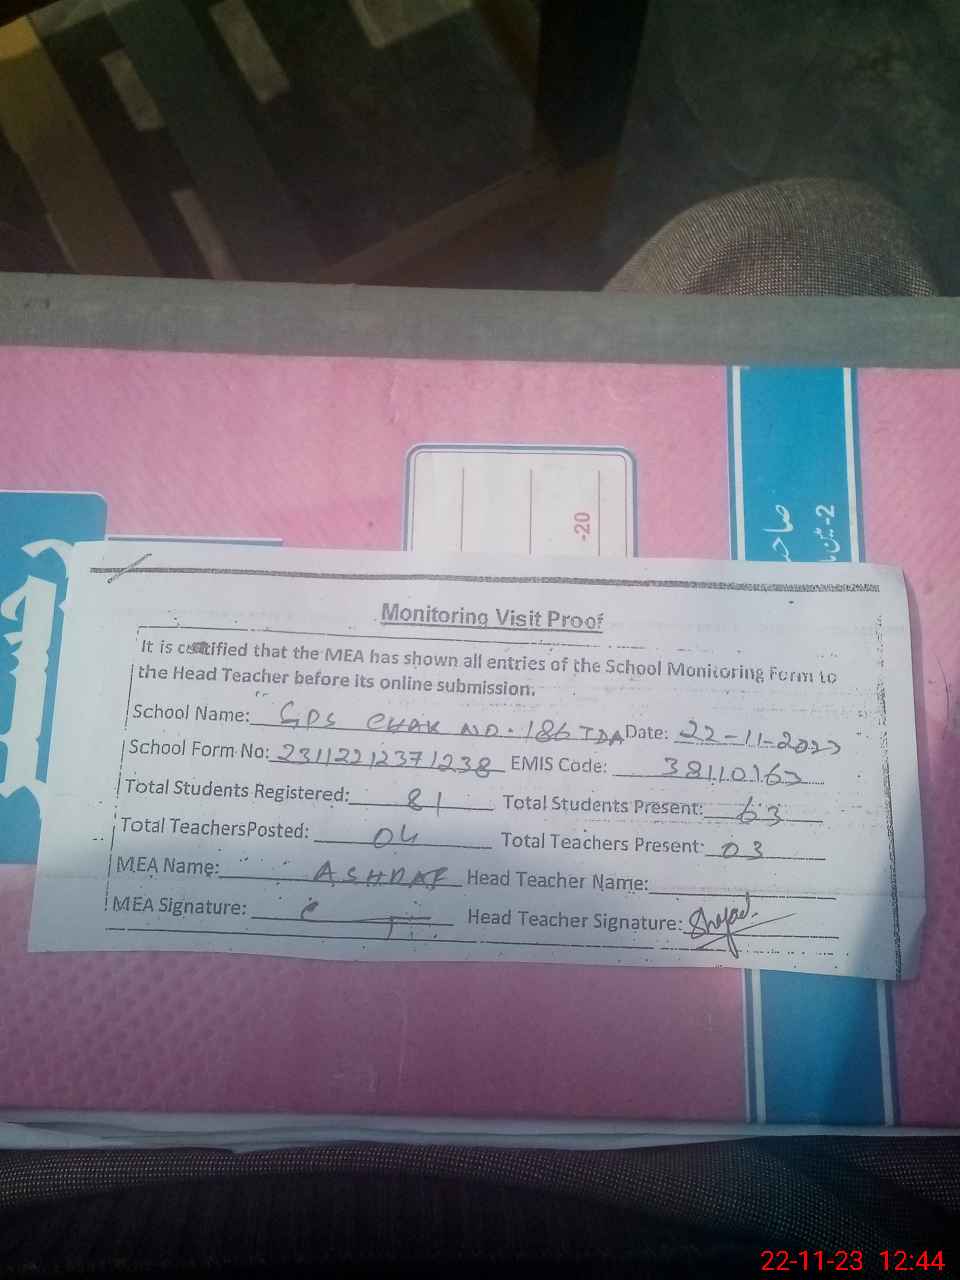 -20
صاحب
2-
Monitoring Visit Proof
It is certified that the MEA has shown all entries of the School Monitoring Form to
the Head Teacher before its online submission.
School Name: GPS CHAK NO. 186 TDA Date: 22-11-2023
School Form No: 23112212371238 EMIS Code: 38110163
Total Students Registered: 81 Total Students Present: 63
Total TeachersPosted: 04 Total Teachers Present: 03
MEA Name: ASHRAF Head Teacher Name:
MEA Signature: Head Teacher Signature:
22-11-23 12:44